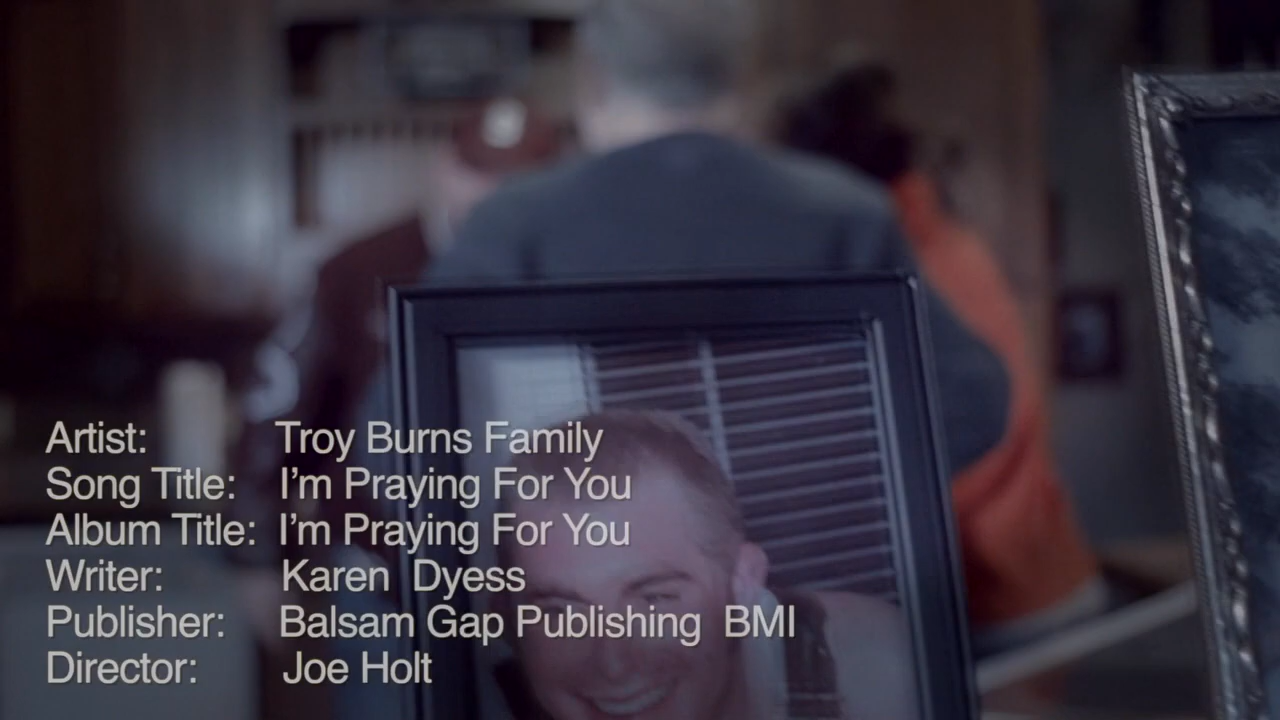 Artist: Troy Burns Family
Song Title: I'm Praying For You
Album Title: I'm Praying For You
Writer: Karen Dyess
Publisher: Balsam Gap Publishing BMI
Director: Joe Holt